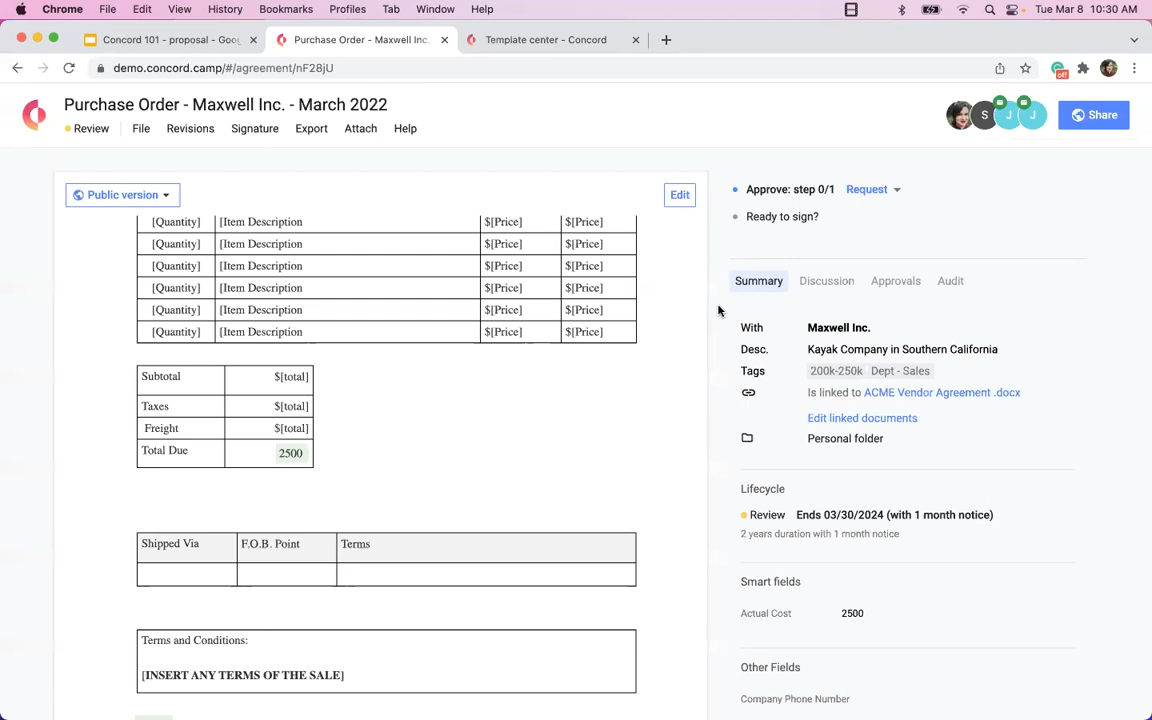 Chrome File Edit View History Bookmarks Profiles Tab Window Help Tue Mar 8 10:30 AM
Concord 101 - proposal - Goo Purchase Order - Maxwell Inc. Template center - Concord
demo.concord.camp/#/agreement/nF28jU off
Purchase Order - Maxwell Inc. - March 2022
S J J Share
Review File Revisions Signature Export Attach Help
Public version Edit
Approve: step 0/1 Request
Ready to sign?
[Quantity] [Item Description $[Price] $[Price]
[Quantity] [Item Description $[Price] $[Price]
[Quantity] [Item Description $[Price] $[Price]
[Quantity] [Item Description $[Price] $[Price]
[Quantity] [Item Description $[Price] $[Price]
[Quantity] [Item Description $[Price] $[Price]
Subtotal $[total]
Taxes $[total]
Freight $[total]
Total Due 2500
Shipped Via F.O.B. Point Terms
Terms and Conditions:
[INSERT ANY TERMS OF THE SALE]
Summary Discussion Approvals Audit
With Maxwell Inc.
Desc. Kayak Company in Southern California
Tags 200k-250k Dept - Sales
Is linked to ACME Vendor Agreement .docx
Edit linked documents
Personal folder
Lifecycle
Review Ends 03/30/2024 (with 1 month notice)
2 years duration with 1 month notice
Smart fields
Actual Cost 2500
Other Fields
Company Phone Number